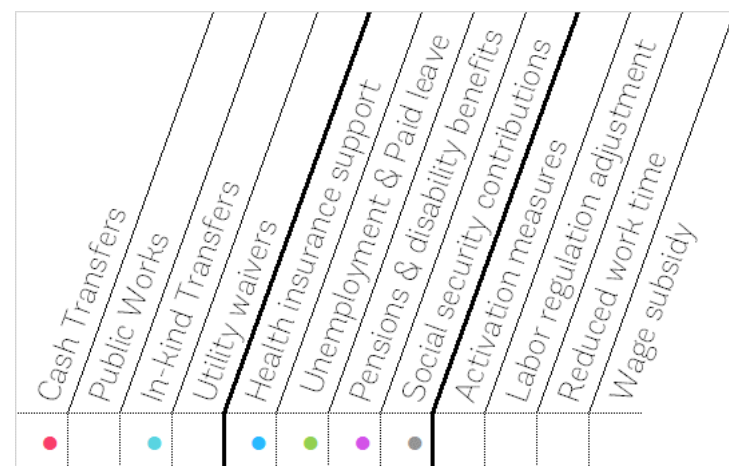 Cash Transfers
Public Works
In-kind Transfers
Utility waivers
Health insurance support
Unemployment & Paid leave
Pensions & disability benefits
Social security contributions
Activation measures
Labor regulation adjustment
Reduced work time
Wage subsidy